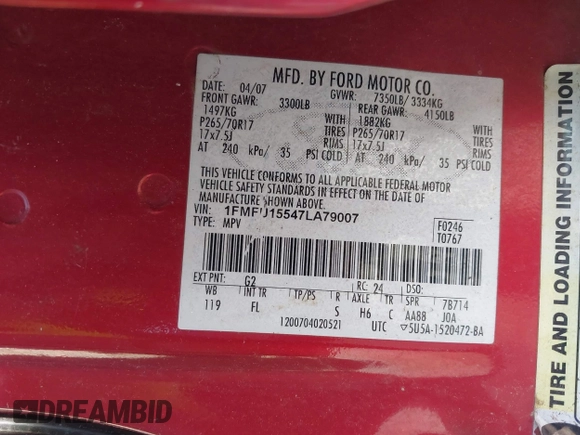 MFD. BY FORD MOTOR CO.
DATE: 04/07 GVWR: 7350LB/ 3334KG
FRONT GAWR: 3300LB REAR GAWR: 4150LB
1497KG WITH 1882KG WITH
P265/70R17 TIRES P265/70R17 TIRES
17x7.5J RIMS 17x7.5J RIMS
AT 240 kPa/ 35 PSI COLD AT 240 kPa/ 35 PSI COLD
THIS VEHICLE CONFORMS TO ALL APPLICABLE FEDERAL MOTOR
VEHICLE SAFETY STANDARDS IN EFFECT ON THE DATE OF
MANUFACTURE SHOWN ABOVE.
VIN: 1FMFU15547LA79007 F0246
TYPE: MPV T0767
EXT PNT: G2 RC: 24 DSO:
WB INT TR TP/PS R AXLE TR SPR 7B714
119 FL S H6 C AA88 JOA
1200704020521 UTC ▽5U5A-1520472-BA
TIRE AND LOADING INFORMATION
DREAMBID